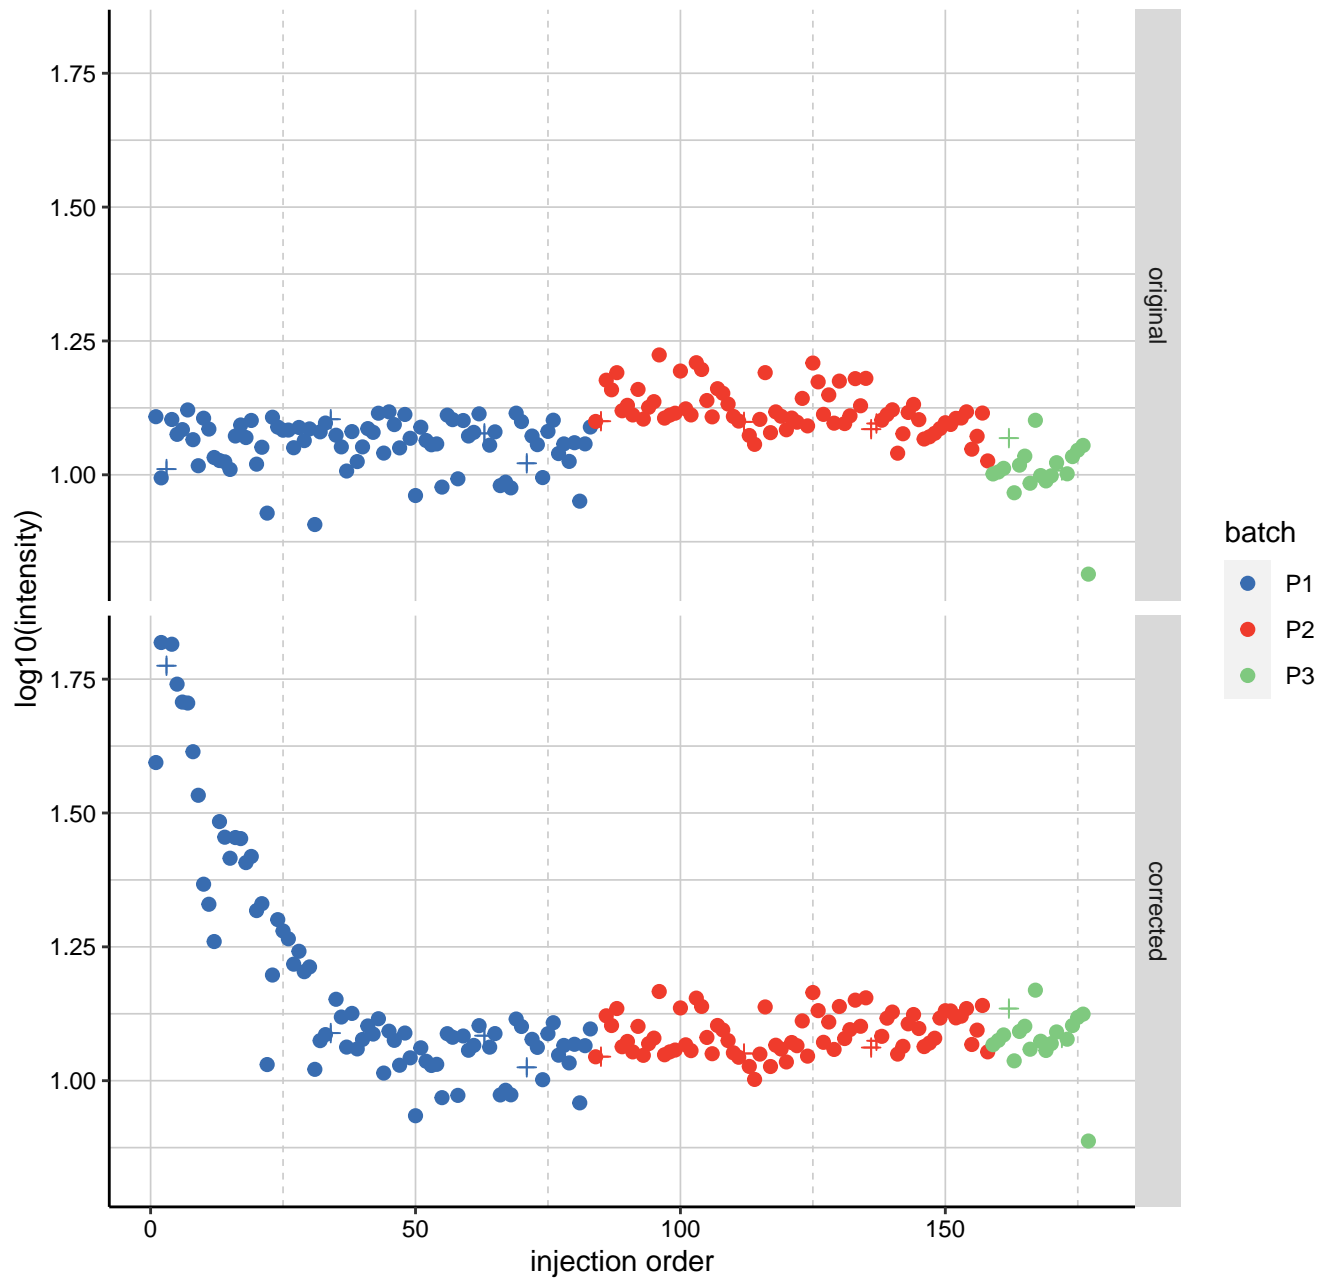 1.75
1.50
1.25
1.00
original
1.75
1.50
1.25
1.00
corrected
0
50
100
150
injection order
log10(intensity)
batch
P1
P2
P3